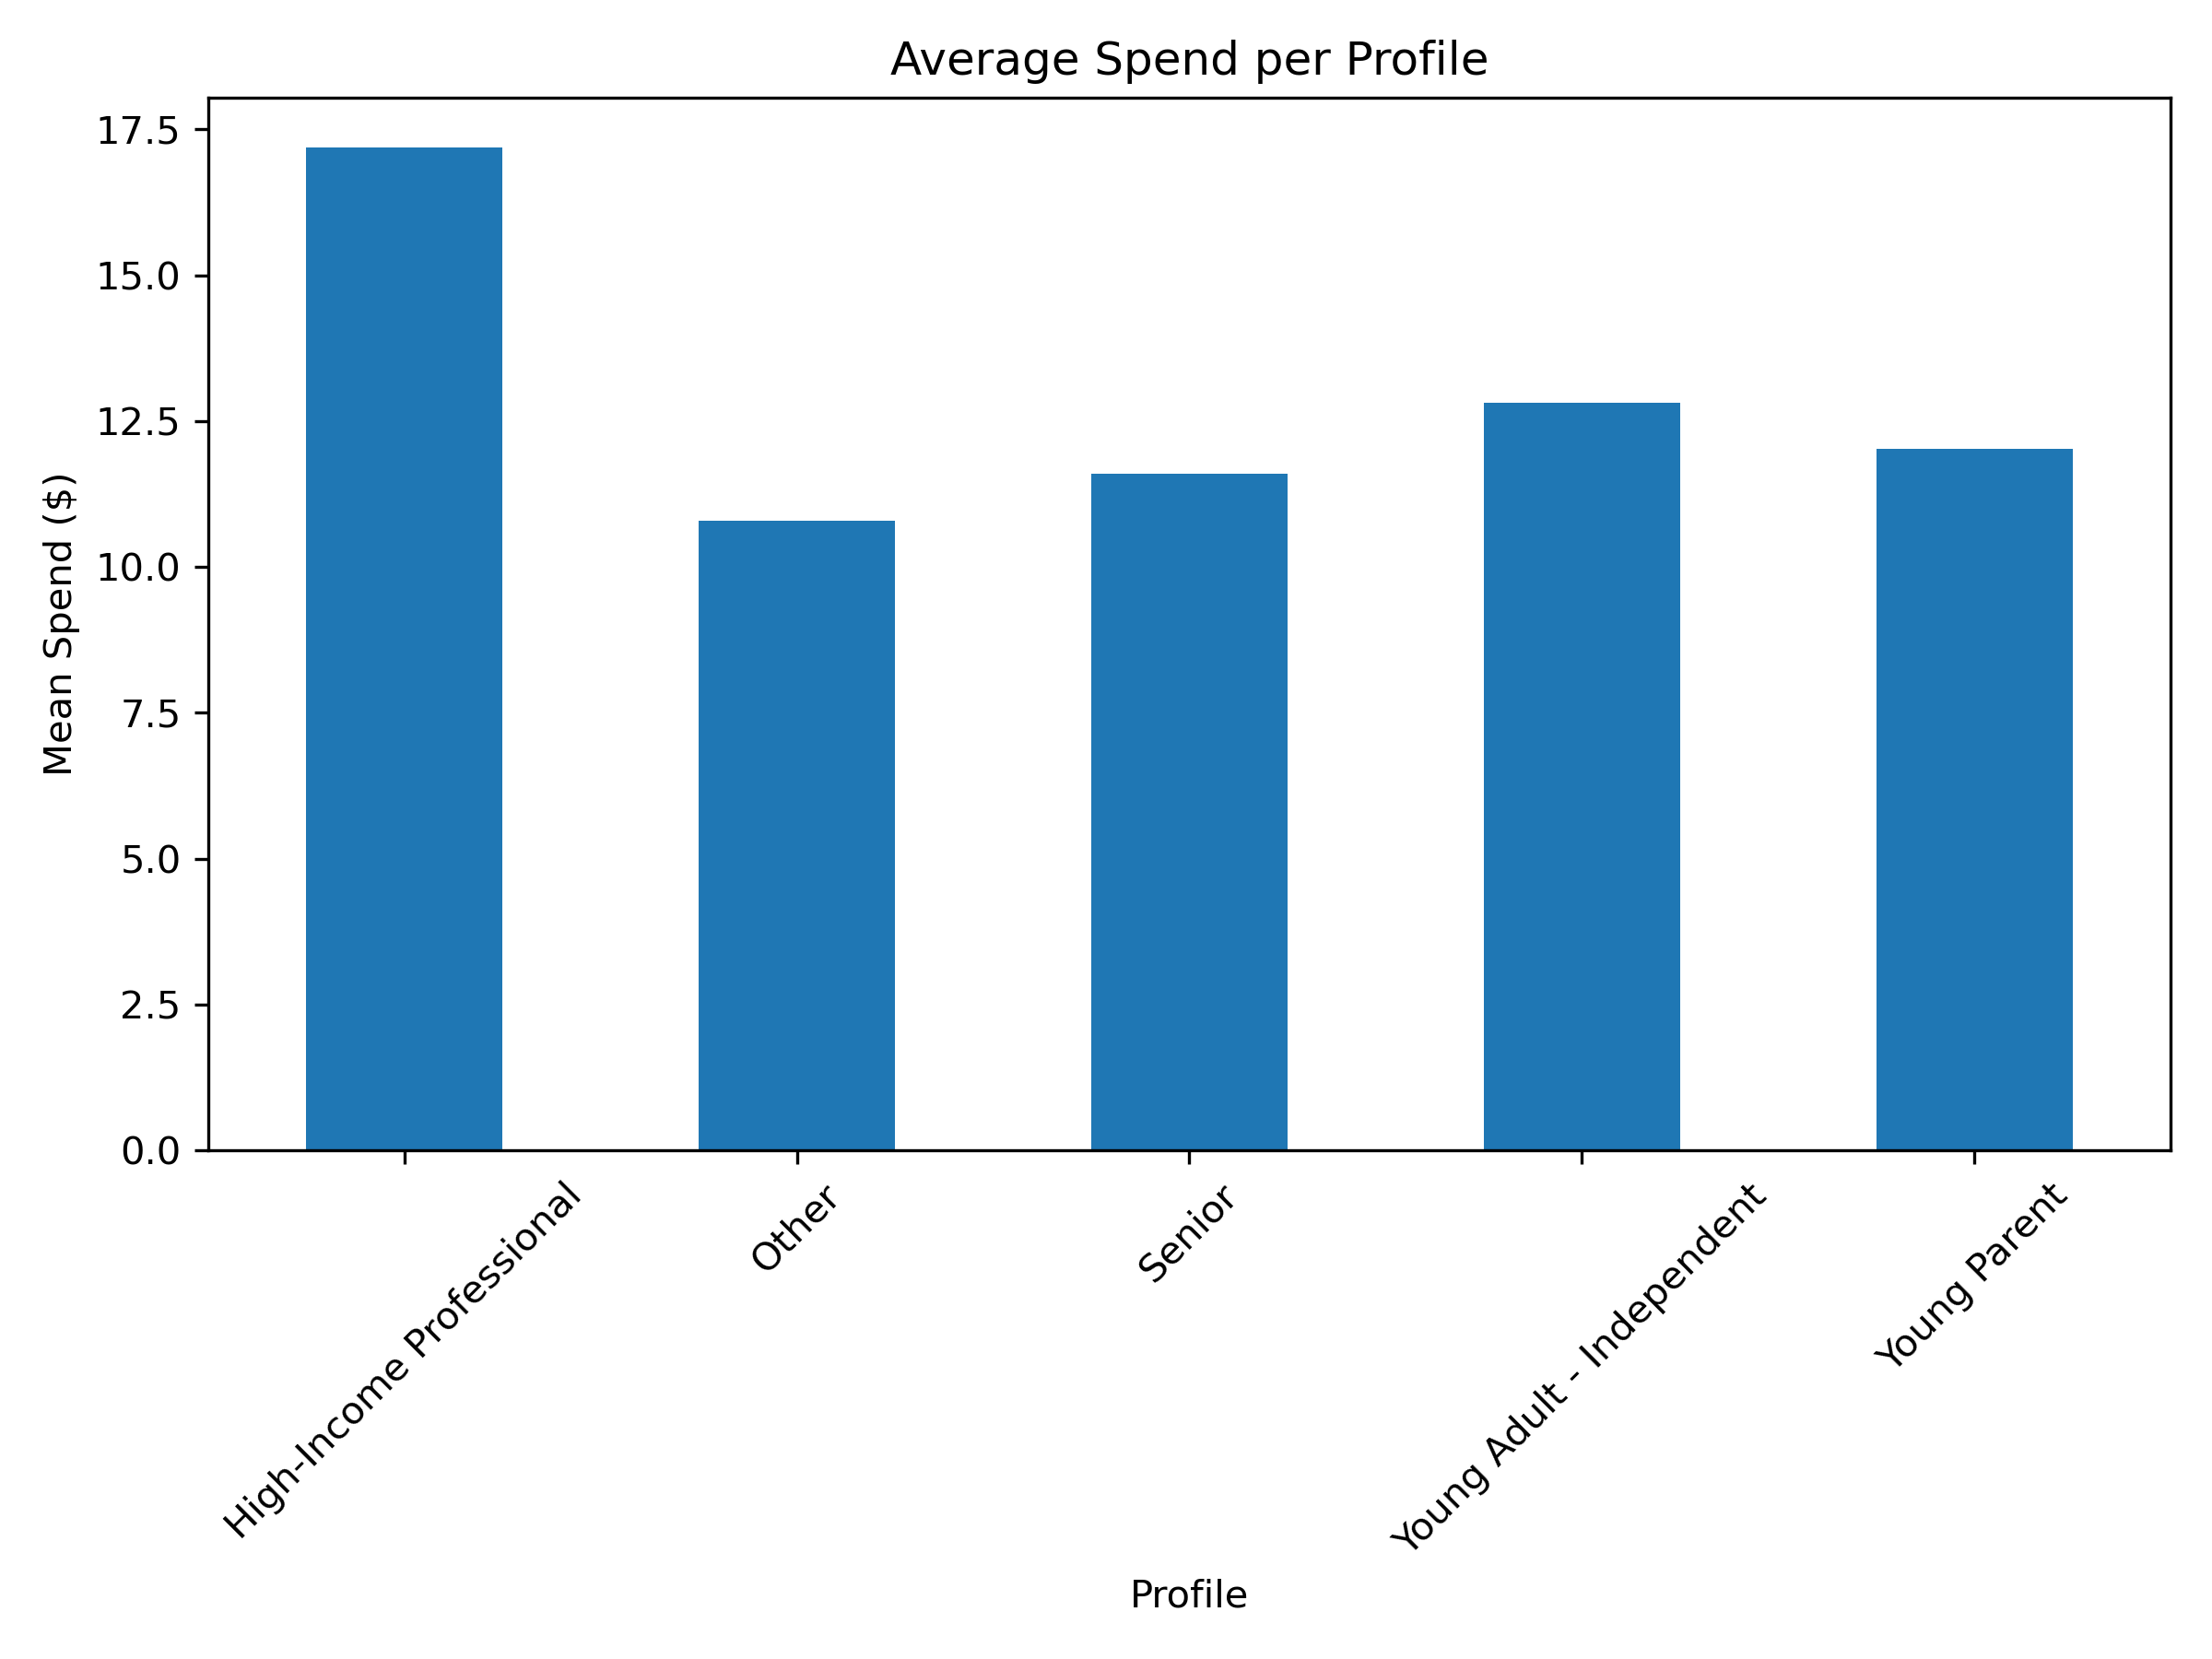 Average Spend per Profile
Mean Spend ($)
17.5
15.0
12.5
10.0
7.5
5.0
2.5
0.0
High-Income Professional
Other
Senior
Young Adult - Independent
Young Parent
Profile